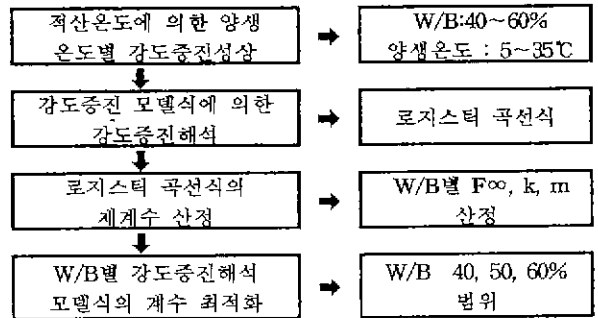 적산온도에 의한 양생
온도별 강도증진성상
W/B:40~60%
양생온도 : 5~35℃
강도증진 모델식에 의한
강도증진해석
로지스틱 곡선식
로지스틱 곡선식의
제계수 산정
W/B별 F∞, k, m
산정
W/B별 강도증진해석
모델식의 계수 최적화
W/B 40, 50, 60%
범위